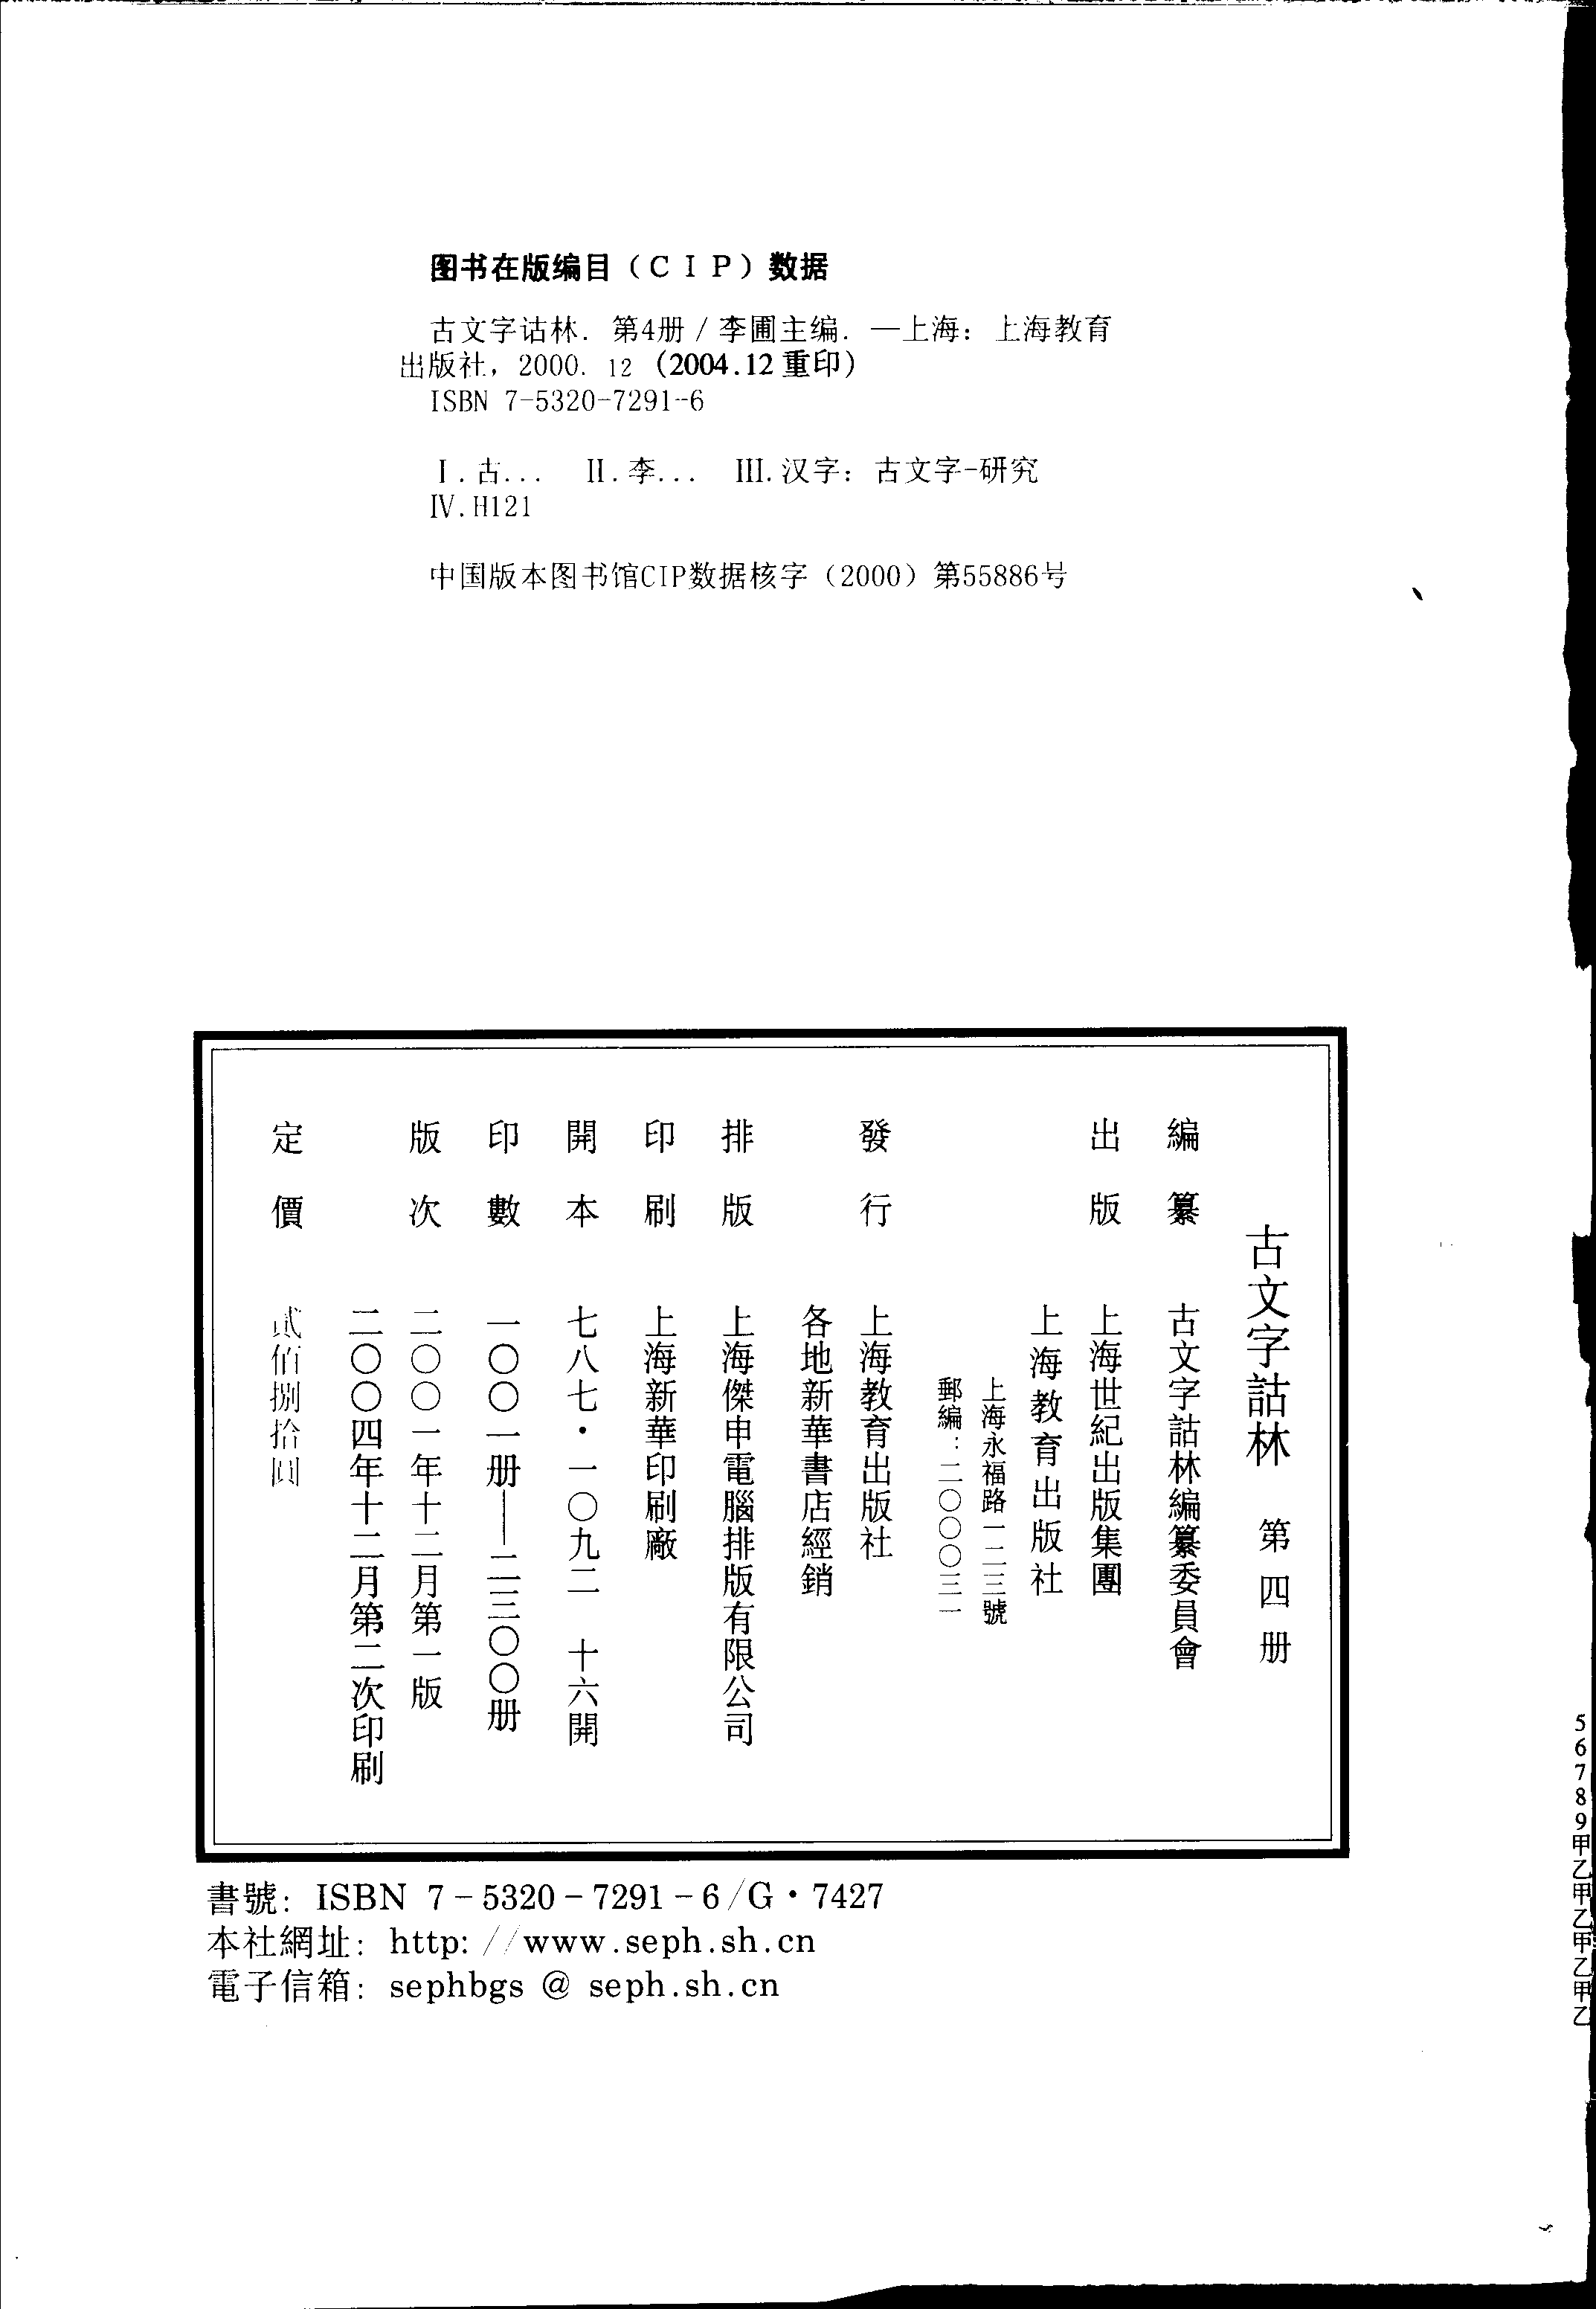 图书在版编目（CIP）数据
古文字诂林．第4册/李圃主编．—上海：上海教育
出版社，2000．12（2004.12重印）
ISBN 7-5320-7291-6
Ⅰ.古... Ⅱ.李... Ⅲ.汉字：古文字-研究
Ⅳ.H121
中国版本图书馆CIP数据核字（2000）第55886号
古文字詁林 第四册
編纂 古文字詁林編纂委員會
出版 上海世紀出版集團
上海教育出版社
上海永福路一二三號
郵編：二〇〇〇三一
發行 上海教育出版社
各地新華書店經銷
排版 上海傑申電腦排版有限公司
印刷 上海新華印刷廠
開本 七八七·一〇九二 十六開
印數 一〇〇一册——二三〇〇册
版次 二〇〇一年十二月第一版
二〇〇四年十二月第二次印刷
定價 貳佰捌拾圓
書號：ISBN 7-5320-7291-6/G·7427
本社網址：http://www.seph.sh.cn
電子信箱：sephbgs @ seph.sh.cn
56789甲乙甲乙甲乙甲乙